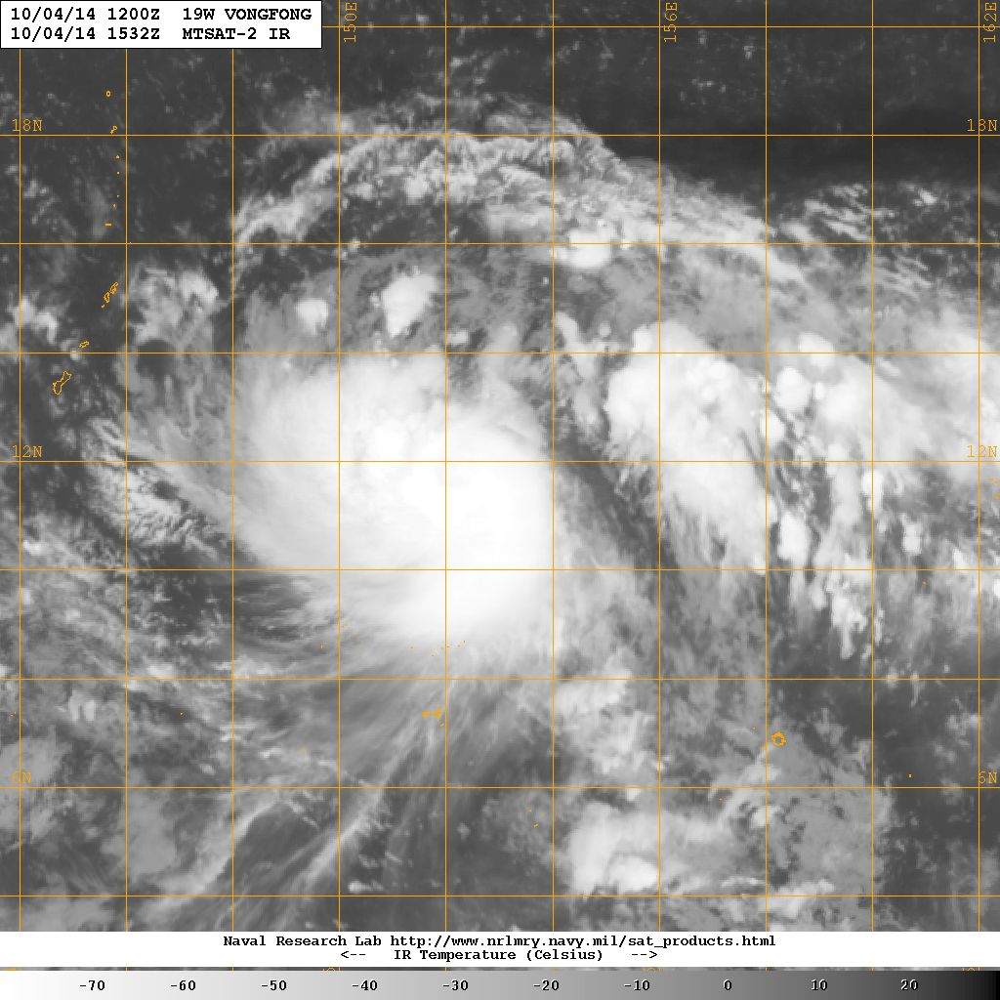 10/04/14 1200Z 19W VONGFONG
10/04/14 1532Z MTSAT-2 IR
150E
156E
162E
18N
18N
12N
12N
6N
6N
Naval Research Lab http://www.nrlmry.navy.mil/sat_products.html
<-- IR Temperature (Celsius) -->
-70 -60 -50 -40 -30 -20 -10 0 10 20